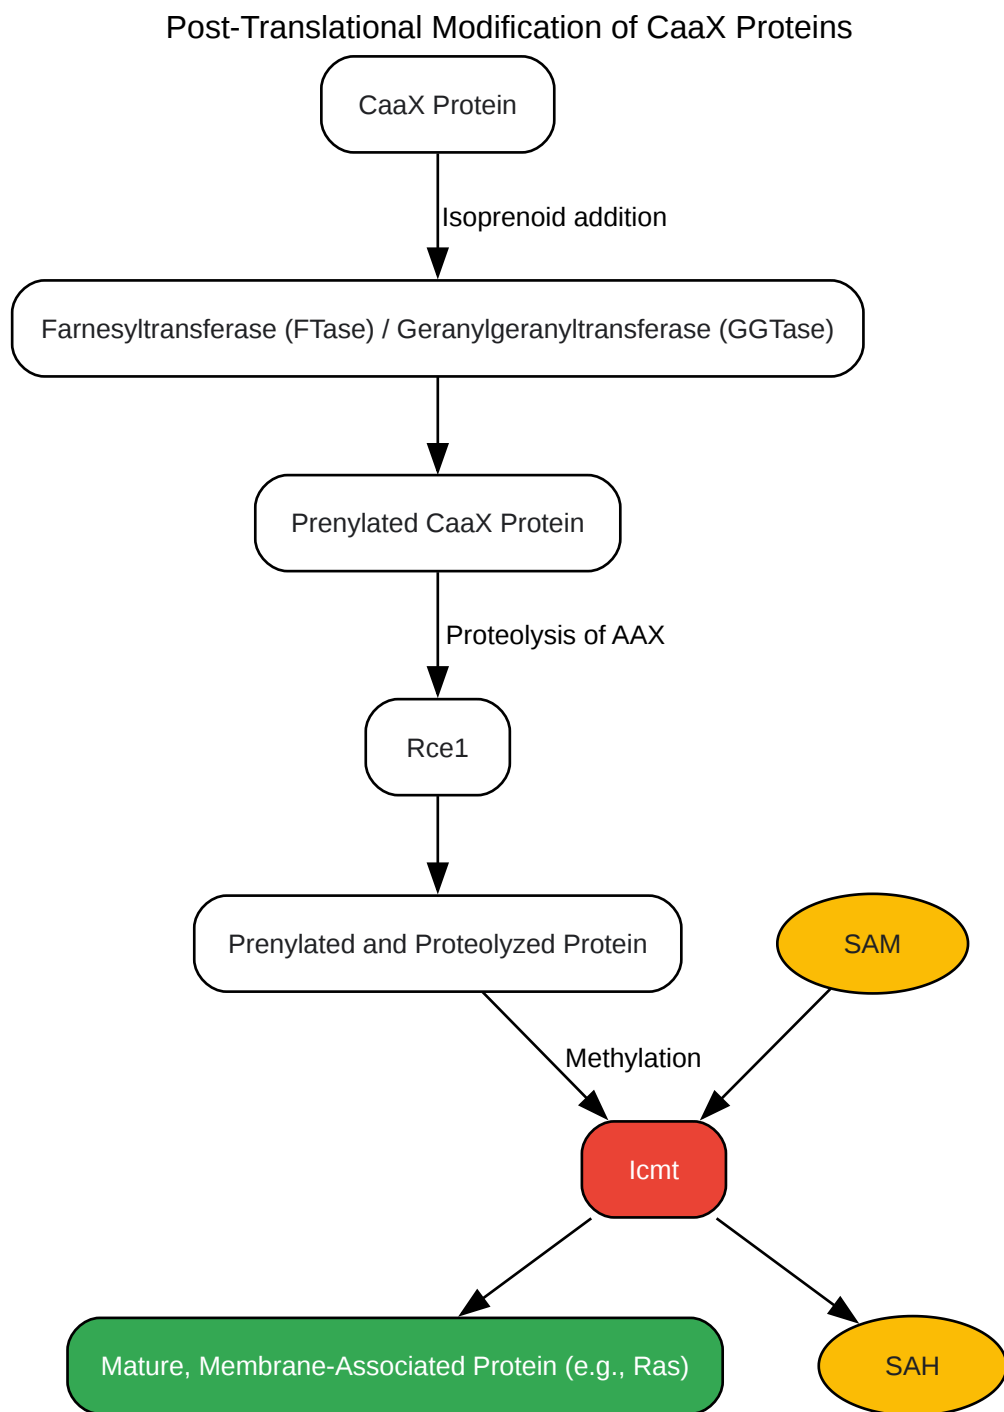 Post-Translational Modification of CaaX Proteins
CaaX Protein
Isoprenoid addition
Farnesyltransferase (FTase) / Geranylgeranyltransferase (GGTase)
Prenylated CaaX Protein
Proteolysis of AAX
Rce1
Prenylated and Proteolyzed Protein
SAM
Methylation
Icmt
Mature, Membrane-Associated Protein (e.g., Ras)
SAH